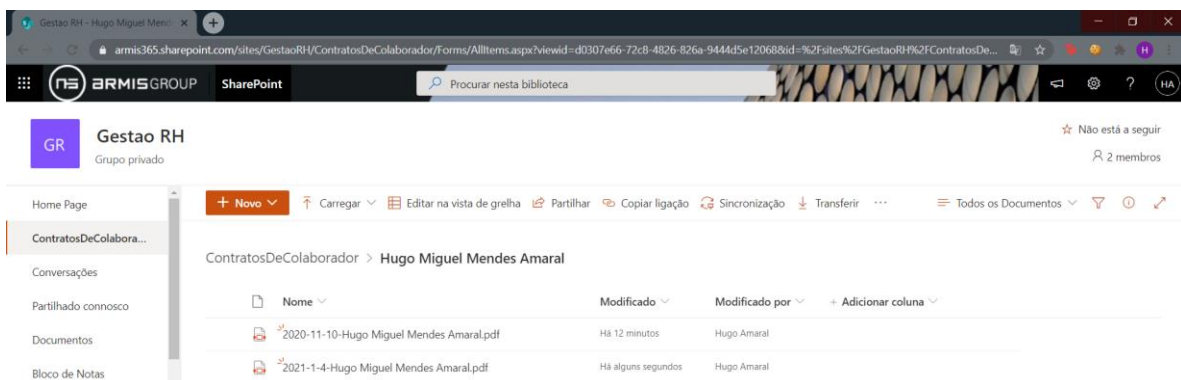 Gestao RH - Hugo Miguel Mend
armis365.sharepoint.com/sites/GestaoRH/ContratosDeColaborador/Forms/AllItems.aspx?viewid=d0307e66-72c8-4826-826a-9444d5e12068&id=%2Fsites%2FGestaoRH%2FContratosDe...
H
ARMISGROUP SharePoint Procurar nesta biblioteca ? HA
GR Gestao RH
Grupo privado
Não está a seguir
2 membros
Home Page
+ Novo Carregar Editar na vista de grelha Partilhar Copiar ligação Sincronização Transferir ··· Todos os Documentos
ContratosDeColabora...
ContratosDeColaborador > Hugo Miguel Mendes Amaral
Conversações
Nome Modificado Modificado por + Adicionar coluna
Partilhado connosco
2020-11-10-Hugo Miguel Mendes Amaral.pdf Há 12 minutos Hugo Amaral
Documentos
2021-1-4-Hugo Miguel Mendes Amaral.pdf Há alguns segundos Hugo Amaral
Bloco de Notas